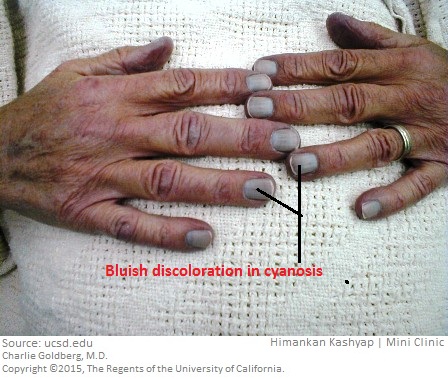 Bluish discoloration in cyanosis
Source: ucsd.edu
Himankan Kashyap | Mini Clinic
Charlie Goldberg, M.D.
Copyright ©2015, The Regents of the University of California.